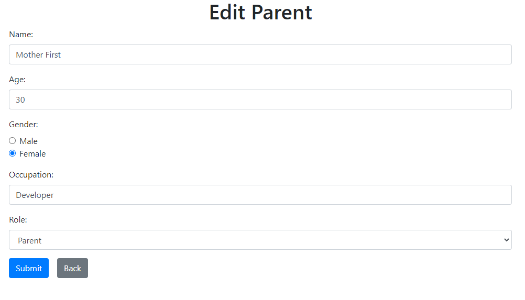 Edit Parent
Name:
Mother First
Age:
30
Gender:
Male
Female
Occupation:
Developer
Role:
Parent
Submit Back